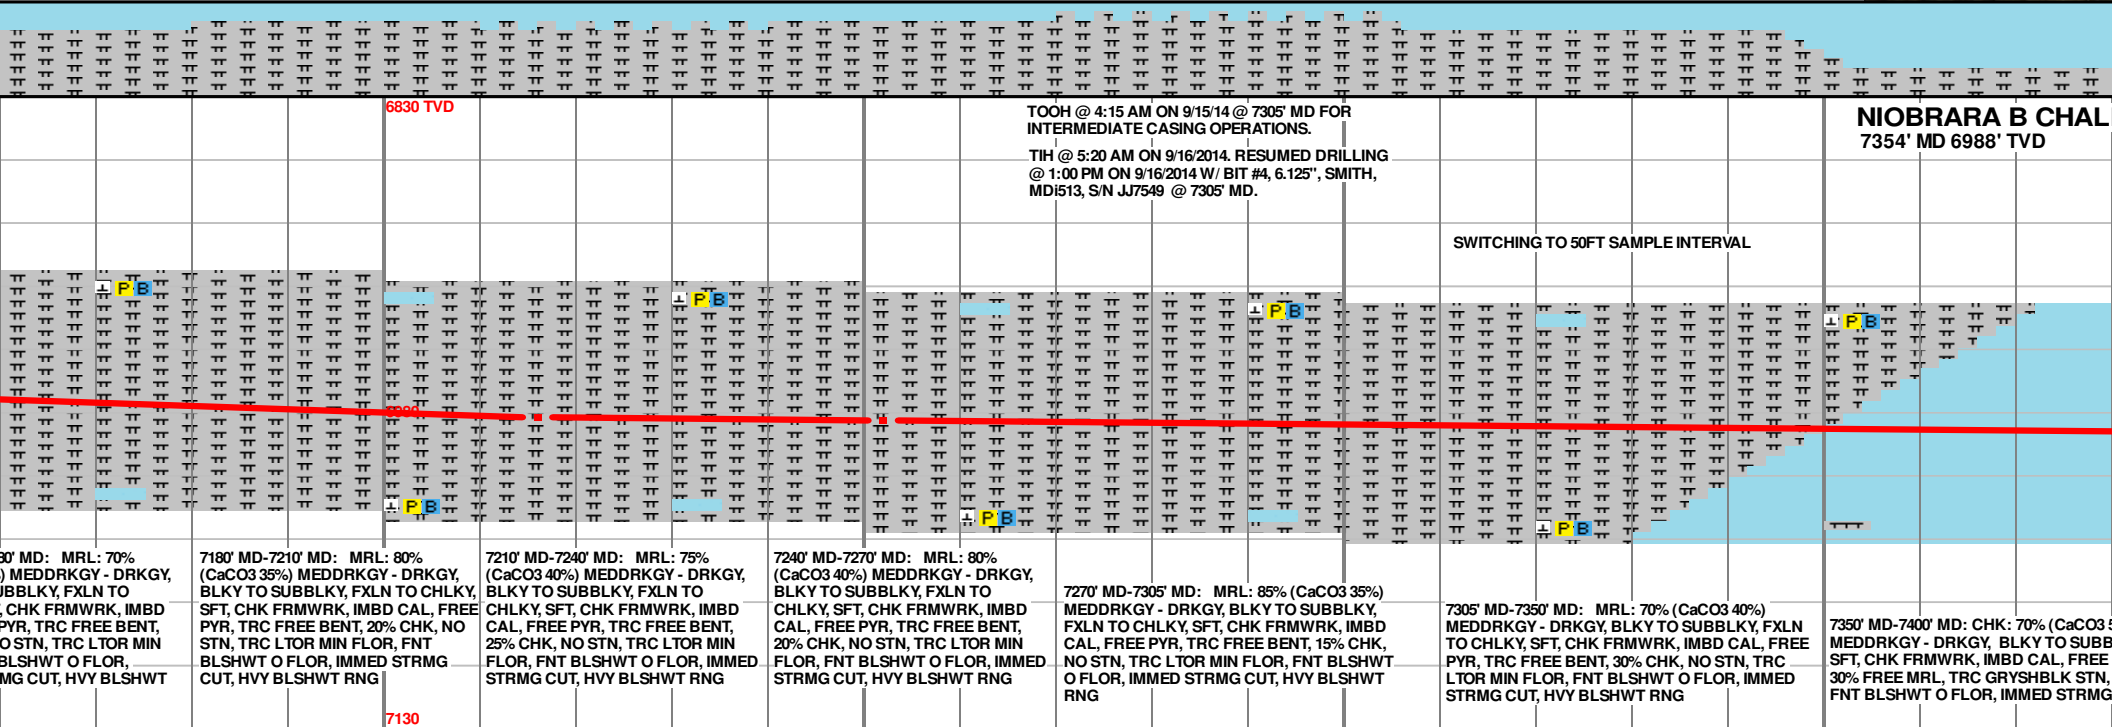 6830 TVD
TOOH @ 4:15 AM ON 9/15/14 @ 7305' MD FOR
INTERMEDIATE CASING OPERATIONS.
TIH @ 5:20 AM ON 9/16/2014. RESUMED DRILLING
@ 1:00 PM ON 9/16/2014 W/ BIT #4, 6.125", SMITH,
MDi513, S/N JJ7549 @ 7305' MD.
NIOBRARA B CHAL
7354' MD 6988' TVD
SWITCHING TO 50FT SAMPLE INTERVAL
P B
P B
P B
P B
P B
P B
P B
80' MD: MRL: 70%
) MEDDRKGY - DRKGY,
UBBLKY, FXLN TO
, CHK FRMWRK, IMBD
PYR, TRC FREE BENT,
O STN, TRC LTOR MIN
BLSHWT O FLOR,
MG CUT, HVY BLSHWT
7180' MD-7210' MD: MRL: 80%
(CaCO3 35%) MEDDRKGY - DRKGY,
BLKY TO SUBBLKY, FXLN TO CHLKY,
SFT, CHK FRMWRK, IMBD CAL, FREE
PYR, TRC FREE BENT, 20% CHK, NO
STN, TRC LTOR MIN FLOR, FNT
BLSHWT O FLOR, IMMED STRMG
CUT, HVY BLSHWT RNG
7210' MD-7240' MD: MRL: 75%
(CaCO3 40%) MEDDRKGY - DRKGY,
BLKY TO SUBBLKY, FXLN TO
CHLKY, SFT, CHK FRMWRK, IMBD
CAL, FREE PYR, TRC FREE BENT,
25% CHK, NO STN, TRC LTOR MIN
FLOR, FNT BLSHWT O FLOR, IMMED
STRMG CUT, HVY BLSHWT RNG
7240' MD-7270' MD: MRL: 80%
(CaCO3 40%) MEDDRKGY - DRKGY,
BLKY TO SUBBLKY, FXLN TO
CHLKY, SFT, CHK FRMWRK, IMBD
CAL, FREE PYR, TRC FREE BENT,
20% CHK, NO STN, TRC LTOR MIN
FLOR, FNT BLSHWT O FLOR, IMMED
STRMG CUT, HVY BLSHWT RNG
7270' MD-7305' MD: MRL: 85% (CaCO3 35%)
MEDDRKGY - DRKGY, BLKY TO SUBBLKY,
FXLN TO CHLKY, SFT, CHK FRMWRK, IMBD
CAL, FREE PYR, TRC FREE BENT, 15% CHK,
NO STN, TRC LTOR MIN FLOR, FNT BLSHWT
O FLOR, IMMED STRMG CUT, HVY BLSHWT
RNG
7305' MD-7350' MD: MRL: 70% (CaCO3 40%)
MEDDRKGY - DRKGY, BLKY TO SUBBLKY, FXLN
TO CHLKY, SFT, CHK FRMWRK, IMBD CAL, FREE
PYR, TRC FREE BENT, 30% CHK, NO STN, TRC
LTOR MIN FLOR, FNT BLSHWT O FLOR, IMMED
STRMG CUT, HVY BLSHWT RNG
7350' MD-7400' MD: CHK: 70% (CaCO3 5
MEDDRKGY - DRKGY, BLKY TO SUBB
SFT, CHK FRMWRK, IMBD CAL, FREE
30% FREE MRL, TRC GRYSHBLK STN,
FNT BLSHWT O FLOR, IMMED STRMG
7130